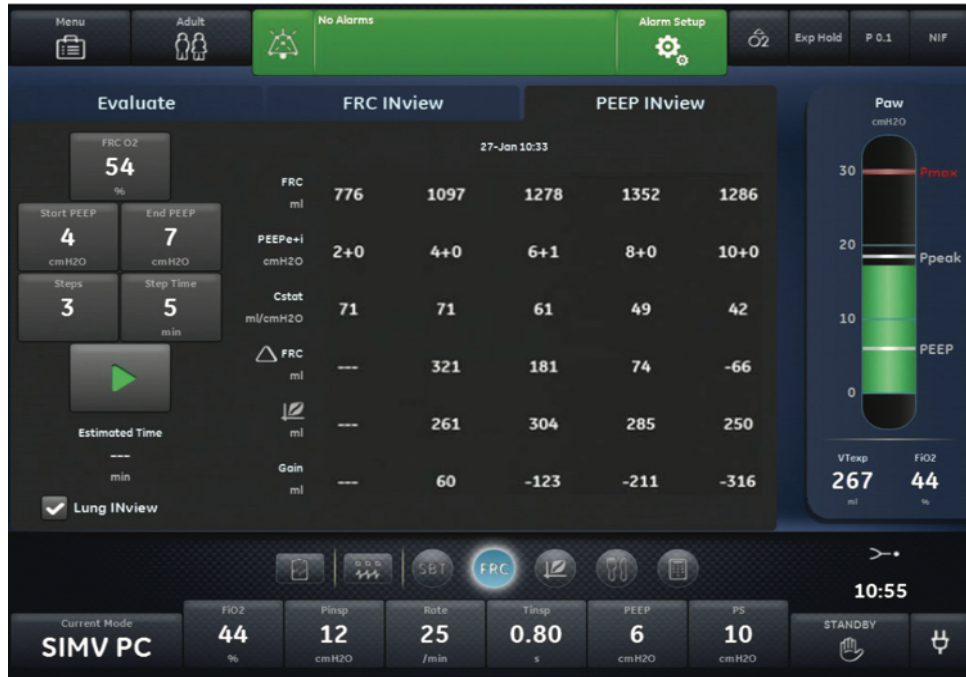 Menu
Adult
No Alarms
Alarm Setup
O2
Exp Hold
P 0.1
NIF
Evaluate
FRC INview
PEEP INview
27-Jan 10:33
FRC O2
54
%
Start PEEP
4
cmH2O
End PEEP
7
cmH2O
Steps
3
Step Time
5
min
Estimated Time
---
min
Lung INview
FRC ml 776 1097 1278 1352 1286
PEEPe+i cmH2O 2+0 4+0 6+1 8+0 10+0
Cstat ml/cmH2O 71 71 61 49 42
△ FRC ml --- 321 181 74 -66
ml --- 261 304 285 250
Gain ml --- 60 -123 -211 -316
Paw
cmH2O
30
Pmax
20
Ppeak
10
PEEP
0
VTexp
267
ml
FiO2
44
%
SBT
FRC
10:55
Current Mode
SIMV PC
FiO2
44
%
Pinsp
12
cmH2O
Rate
25
/min
Tinsp
0.80
s
PEEP
6
cmH2O
PS
10
cmH2O
STANDBY